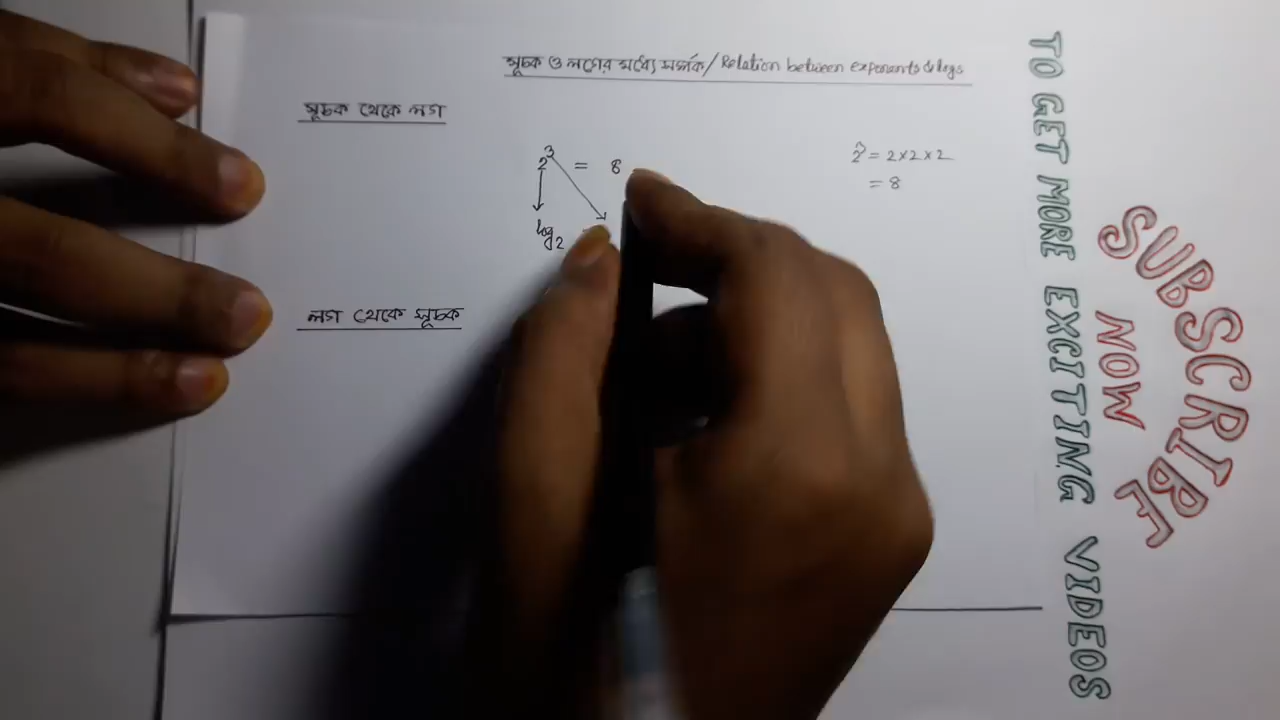 সূচক ও লগের মধ্যে সম্পর্ক/Relation between exponents & logs
সূচক থেকে লগ
2³ = 8
2³ = 2×2×2
= 8
log₂
লগ থেকে সূচক
TO GET MORE EXCITING VIDEOS
SUBSCRIBE
NOW